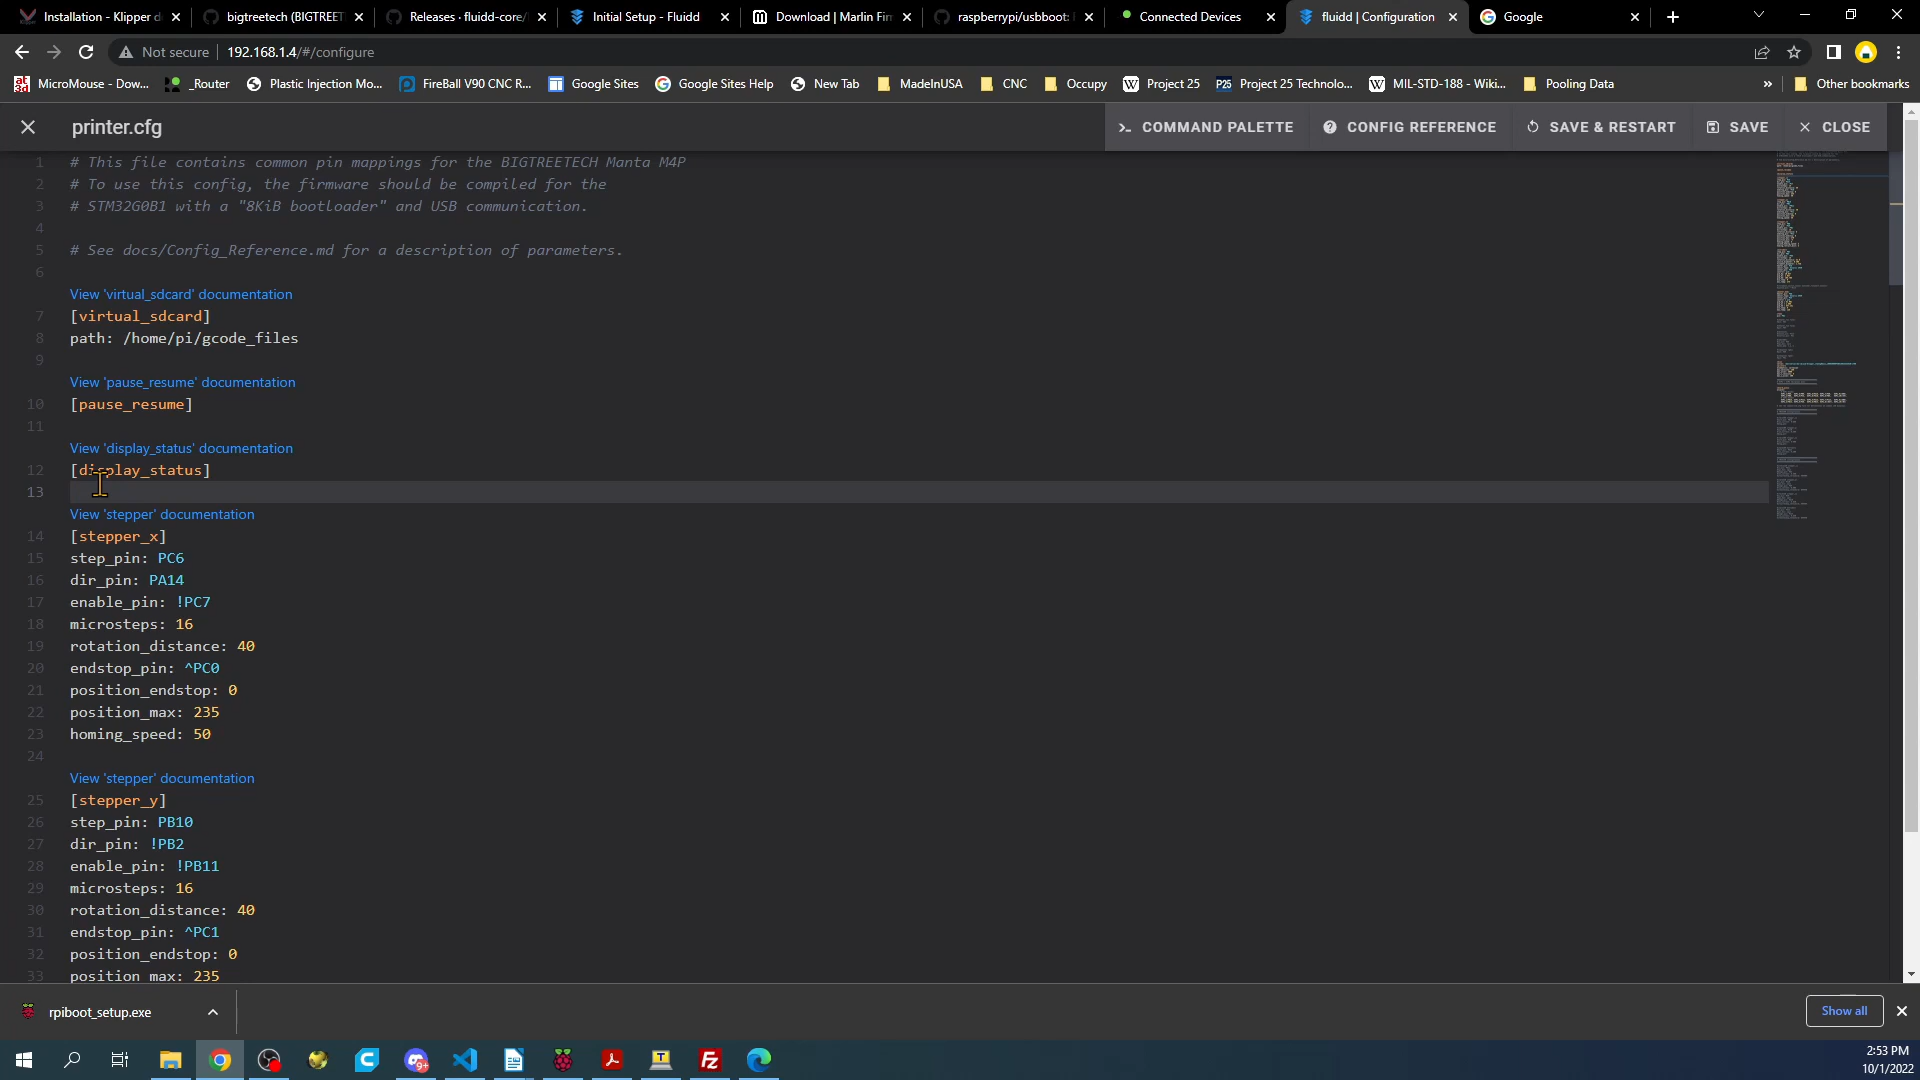 Installation - Klipper d
bigtreetech (BIGTREET
Releases · fluidd-core/
Initial Setup - Fluidd
Download | Marlin Fir
raspberrypi/usbboot:
Connected Devices
fluidd | Configuration
Google
Not secure
192.168.1.4/#/configure
MicroMouse - Dow...
_Router
Plastic Injection Mo...
FireBall V90 CNC R...
Google Sites
Google Sites Help
New Tab
MadeInUSA
CNC
Occupy
Project 25
Project 25 Technolo...
MIL-STD-188 - Wiki...
Pooling Data
»
Other bookmarks
printer.cfg
COMMAND PALETTE
CONFIG REFERENCE
SAVE & RESTART
SAVE
CLOSE
1 # This file contains common pin mappings for the BIGTREETECH Manta M4P
2 # To use this config, the firmware should be compiled for the
3 # STM32G0B1 with a "8KiB bootloader" and USB communication.
4
5 # See docs/Config_Reference.md for a description of parameters.
6
View 'virtual_sdcard' documentation
7 [virtual_sdcard]
8 path: /home/pi/gcode_files
9
View 'pause_resume' documentation
10 [pause_resume]
11
View 'display_status' documentation
12 [display_status]
13
View 'stepper' documentation
14 [stepper_x]
15 step_pin: PC6
16 dir_pin: PA14
17 enable_pin: !PC7
18 microsteps: 16
19 rotation_distance: 40
20 endstop_pin: ^PC0
21 position_endstop: 0
22 position_max: 235
23 homing_speed: 50
24
View 'stepper' documentation
25 [stepper_y]
26 step_pin: PB10
27 dir_pin: !PB2
28 enable_pin: !PB11
29 microsteps: 16
30 rotation_distance: 40
31 endstop_pin: ^PC1
32 position_endstop: 0
33 position_max: 235
rpiboot_setup.exe
Show all
2:53 PM
10/1/2022